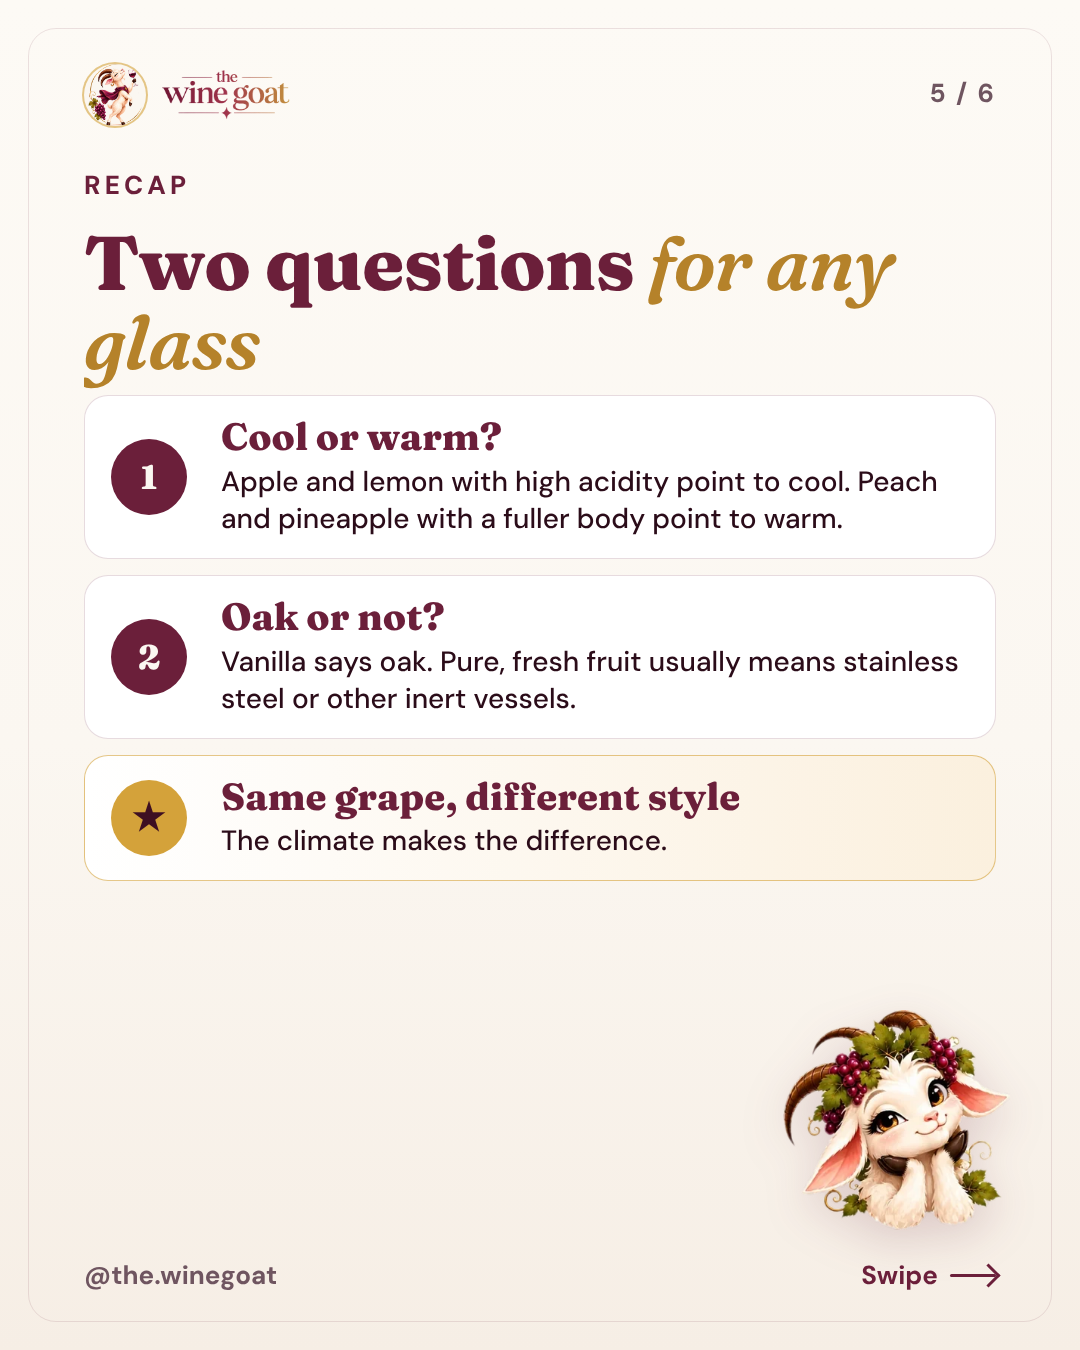 the
wine goat
5 / 6
RECAP
Two questions for any
glass
1
Cool or warm?
Apple and lemon with high acidity point to cool. Peach
and pineapple with a fuller body point to warm.
2
Oak or not?
Vanilla says oak. Pure, fresh fruit usually means stainless
steel or other inert vessels.
Same grape, different style
The climate makes the difference.
@the.winegoat
Swipe